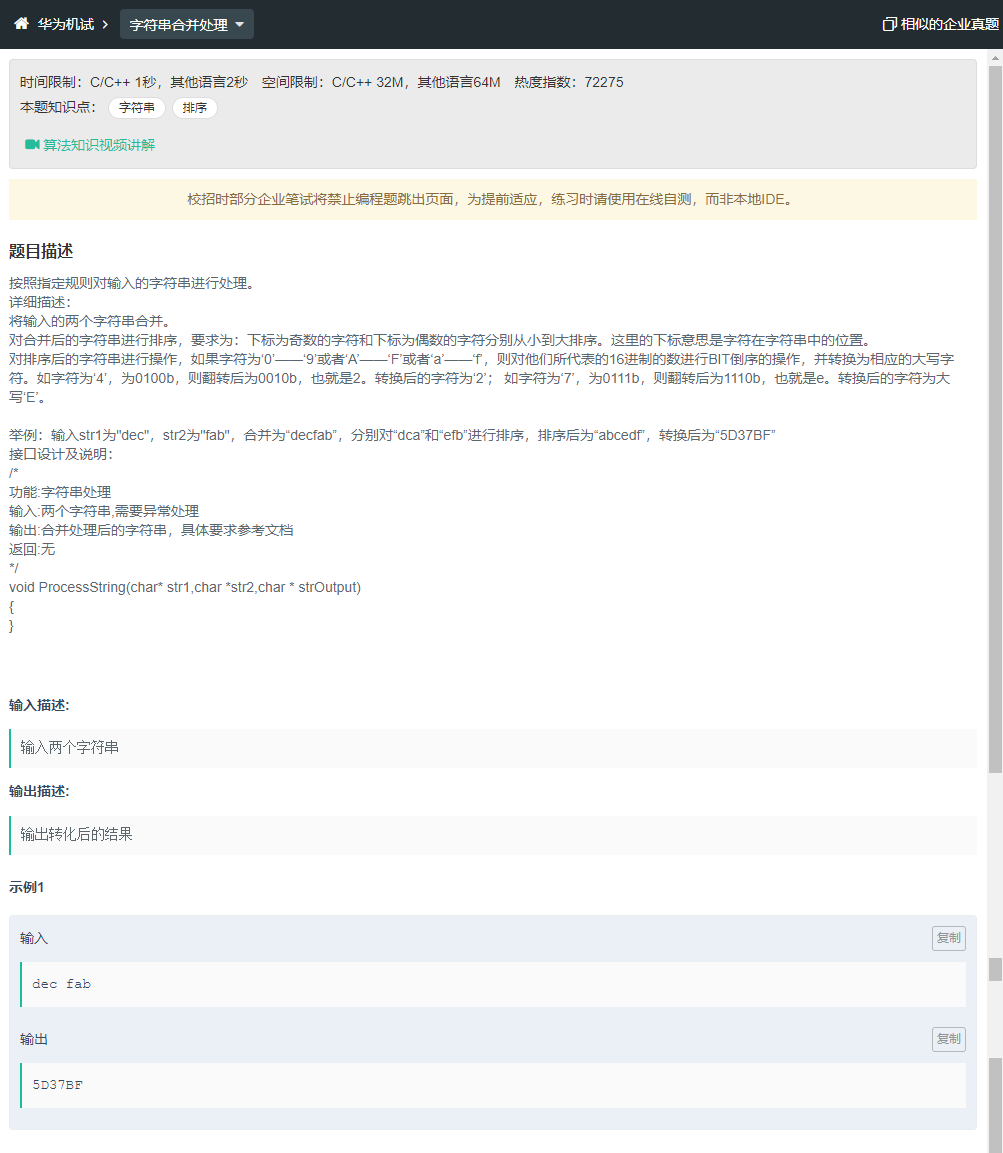 华为机试 > 字符串合并处理
相似的企业真题
时间限制：C/C++ 1秒，其他语言2秒 空间限制：C/C++ 32M，其他语言64M 热度指数：72275
本题知识点： 字符串 排序
算法知识视频讲解
校招时部分企业笔试将禁止编程题跳出页面，为提前适应，练习时请使用在线自测，而非本地IDE。
题目描述
按照指定规则对输入的字符串进行处理。
详细描述：
将输入的两个字符串合并。
对合并后的字符串进行排序，要求为：下标为奇数的字符和下标为偶数的字符分别从小到大排序。这里的下标意思是字符在字符串中的位置。
对排序后的字符串进行操作，如果字符为‘0’——‘9’或者‘A’——‘F’或者‘a’——‘f’，则对他们所代表的16进制的数进行BIT倒序的操作，并转换为相应的大写字
符。如字符为‘4’，为0100b，则翻转后为0010b，也就是2。转换后的字符为‘2’； 如字符为‘7’，为0111b，则翻转后为1110b，也就是e。转换后的字符为大
写‘E’。
举例：输入str1为"dec"，str2为"fab"，合并为“decfab”，分别对“dca”和“efb”进行排序，排序后为“abcedf”，转换后为“5D37BF”
接口设计及说明：
/*
功能:字符串处理
输入:两个字符串,需要异常处理
输出:合并处理后的字符串，具体要求参考文档
返回:无
*/
void ProcessString(char* str1,char *str2,char * strOutput)
{
}
输入描述:
输入两个字符串
输出描述:
输出转化后的结果
示例1
输入
复制
dec fab
输出
复制
5D37BF